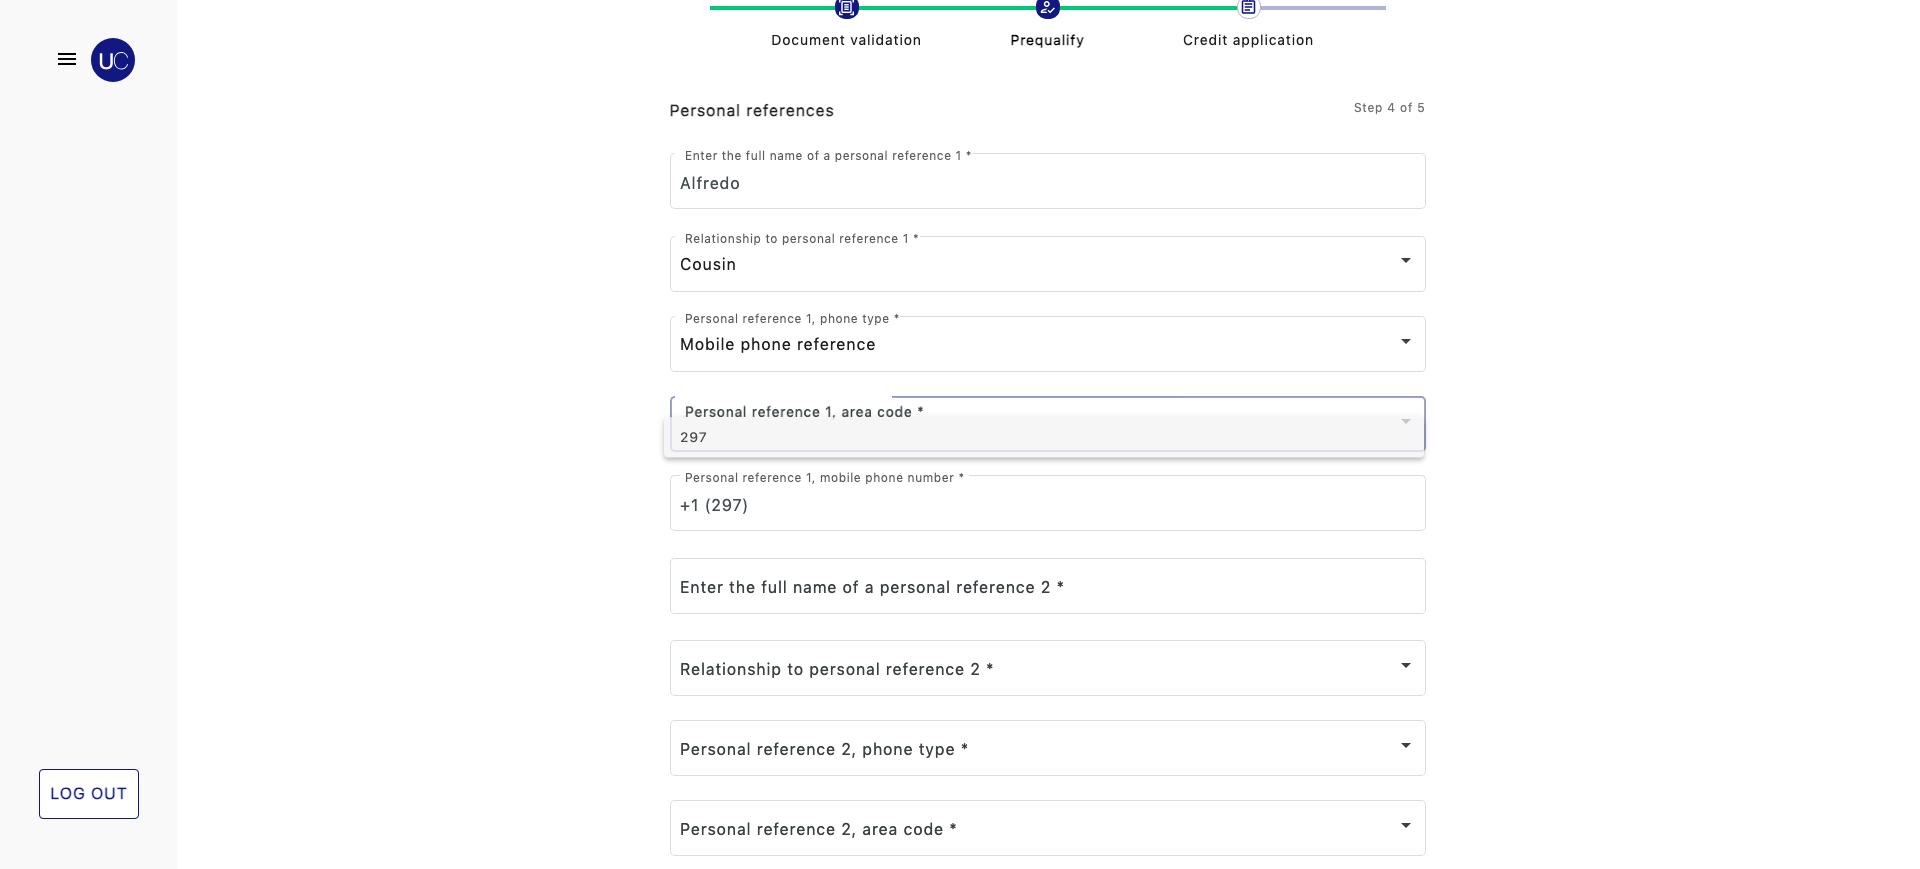 UC
Document validation
Prequalify
Credit application
Personal references
Step 4 of 5
Enter the full name of a personal reference 1 *
Alfredo
Relationship to personal reference 1 *
Cousin
Personal reference 1, phone type *
Mobile phone reference
Personal reference 1, area code *
297
Personal reference 1, mobile phone number *
+1 (297)
Enter the full name of a personal reference 2 *
Relationship to personal reference 2 *
Personal reference 2, phone type *
LOG OUT
Personal reference 2, area code *